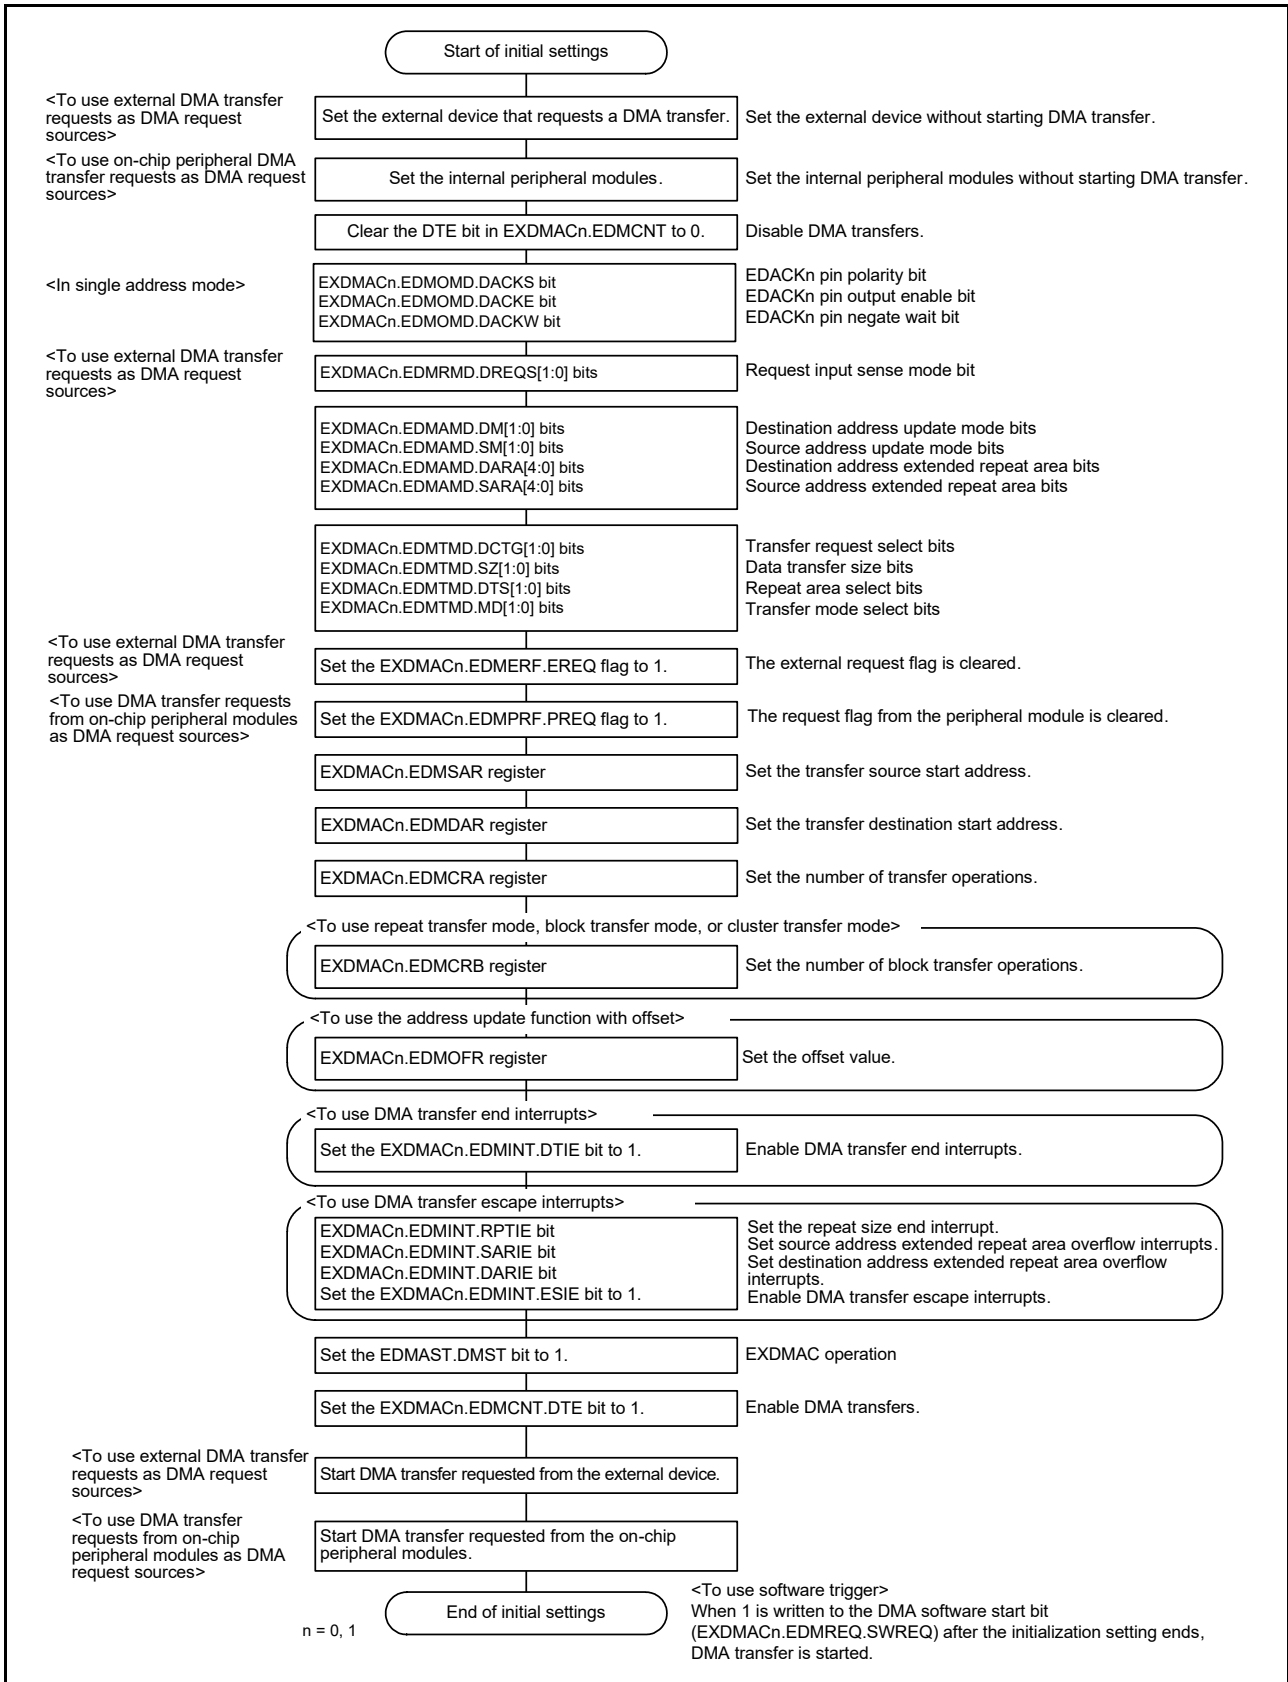 Start of initial settings
<To use external DMA transfer
requests as DMA request
sources>
Set the external device that requests a DMA transfer.
Set the external device without starting DMA transfer.
<To use on-chip peripheral DMA
transfer requests as DMA request
sources>
Set the internal peripheral modules.
Set the internal peripheral modules without starting DMA transfer.
Clear the DTE bit in EXDMACn.EDMCNT to 0.
Disable DMA transfers.
<In single address mode>
EXDMACn.EDMOMD.DACKS bit
EXDMACn.EDMOMD.DACKE bit
EXDMACn.EDMOMD.DACKW bit
EDACKn pin polarity bit
EDACKn pin output enable bit
EDACKn pin negate wait bit
<To use external DMA transfer
requests as DMA request
sources>
EXDMACn.EDMRMD.DREQS[1:0] bits
Request input sense mode bit
EXDMACn.EDMAMD.DM[1:0] bits
EXDMACn.EDMAMD.SM[1:0] bits
EXDMACn.EDMAMD.DARA[4:0] bits
EXDMACn.EDMAMD.SARA[4:0] bits
Destination address update mode bits
Source address update mode bits
Destination address extended repeat area bits
Source address extended repeat area bits
EXDMACn.EDMTMD.DCTG[1:0] bits
EXDMACn.EDMTMD.SZ[1:0] bits
EXDMACn.EDMTMD.DTS[1:0] bits
EXDMACn.EDMTMD.MD[1:0] bits
Transfer request select bits
Data transfer size bits
Repeat area select bits
Transfer mode select bits
<To use external DMA transfer
requests as DMA request
sources>
Set the EXDMACn.EDMERF.EREQ flag to 1.
The external request flag is cleared.
<To use DMA transfer requests
from on-chip peripheral modules
as DMA request sources>
Set the EXDMACn.EDMPRF.PREQ flag to 1.
The request flag from the peripheral module is cleared.
EXDMACn.EDMSAR register
Set the transfer source start address.
EXDMACn.EDMDAR register
Set the transfer destination start address.
EXDMACn.EDMCRA register
Set the number of transfer operations.
<To use repeat transfer mode, block transfer mode, or cluster transfer mode>
EXDMACn.EDMCRB register
Set the number of block transfer operations.
<To use the address update function with offset>
EXDMACn.EDMOFR register
Set the offset value.
<To use DMA transfer end interrupts>
Set the EXDMACn.EDMINT.DTIE bit to 1.
Enable DMA transfer end interrupts.
<To use DMA transfer escape interrupts>
EXDMACn.EDMINT.RPTIE bit
EXDMACn.EDMINT.SARIE bit
EXDMACn.EDMINT.DARIE bit
Set the EXDMACn.EDMINT.ESIE bit to 1.
Set the repeat size end interrupt.
Set source address extended repeat area overflow interrupts.
Set destination address extended repeat area overflow
interrupts.
Enable DMA transfer escape interrupts.
Set the EDMAST.DMST bit to 1.
EXDMAC operation
Set the EXDMACn.EDMCNT.DTE bit to 1.
Enable DMA transfers.
<To use external DMA transfer
requests as DMA request
sources>
Start DMA transfer requested from the external device.
<To use DMA transfer
requests from on-chip
peripheral modules as DMA
request sources>
Start DMA transfer requested from the on-chip
peripheral modules.
End of initial settings
n = 0, 1
<To use software trigger>
When 1 is written to the DMA software start bit
(EXDMACn.EDMREQ.SWREQ) after the initialization setting ends,
DMA transfer is started.